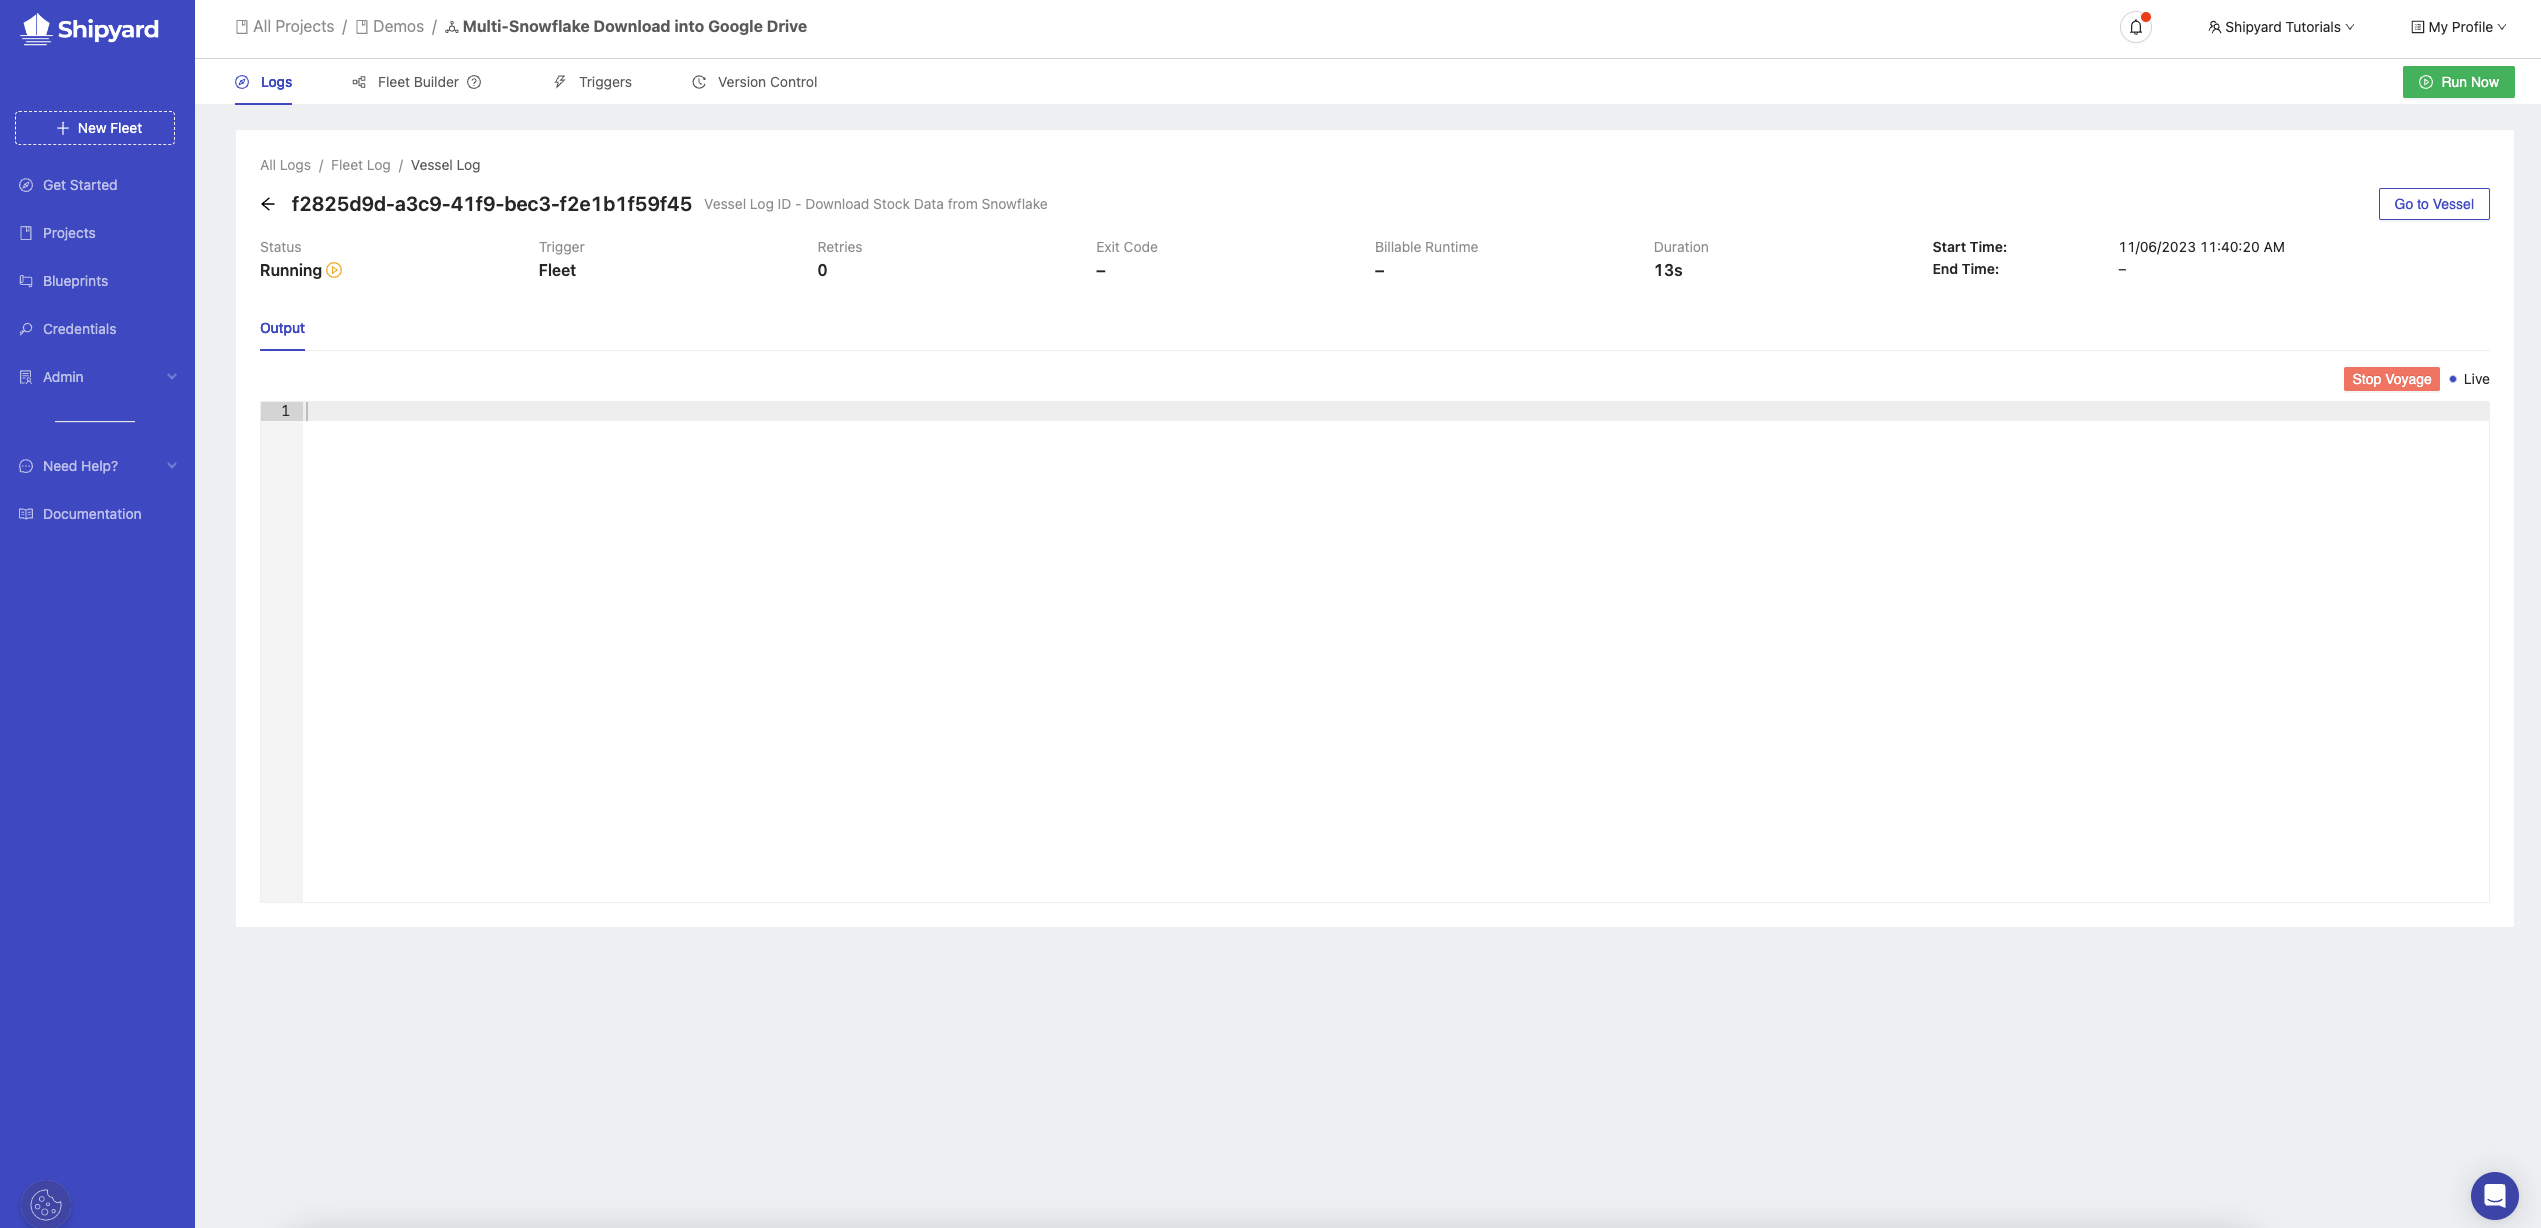 Shipyard
All Projects / Demos / Multi-Snowflake Download into Google Drive
Shipyard Tutorials
My Profile
Logs
Fleet Builder
Triggers
Version Control
Run Now
New Fleet
Get Started
Projects
Blueprints
Credentials
Admin
Need Help?
Documentation
All Logs / Fleet Log / Vessel Log
f2825d9d-a3c9-41f9-bec3-f2e1b1f59f45 Vessel Log ID - Download Stock Data from Snowflake
Go to Vessel
Status
Running
Trigger
Fleet
Retries
0
Exit Code
–
Billable Runtime
–
Duration
13s
Start Time: 11/06/2023 11:40:20 AM
End Time: –
Output
Stop Voyage
Live
1